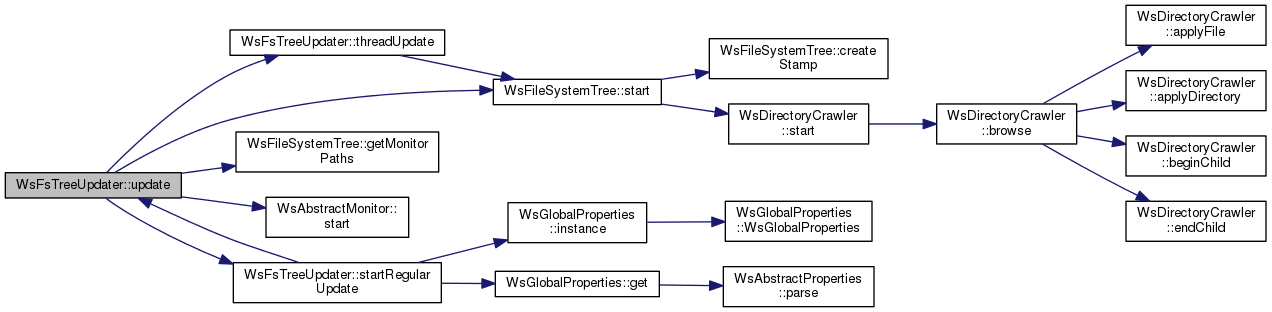 WsFsTreeUpdater::update
WsFsTreeUpdater::threadUpdate
WsFileSystemTree::getMonitor
Paths
WsAbstractMonitor::
start
WsFsTreeUpdater::startRegular
Update
WsFileSystemTree::start
WsGlobalProperties
::instance
WsGlobalProperties::get
WsFileSystemTree::create
Stamp
WsDirectoryCrawler
::start
WsGlobalProperties
::WsGlobalProperties
WsAbstractProperties
::parse
WsDirectoryCrawler
::browse
WsDirectoryCrawler
::applyFile
WsDirectoryCrawler
::applyDirectory
WsDirectoryCrawler
::beginChild
WsDirectoryCrawler
::endChild